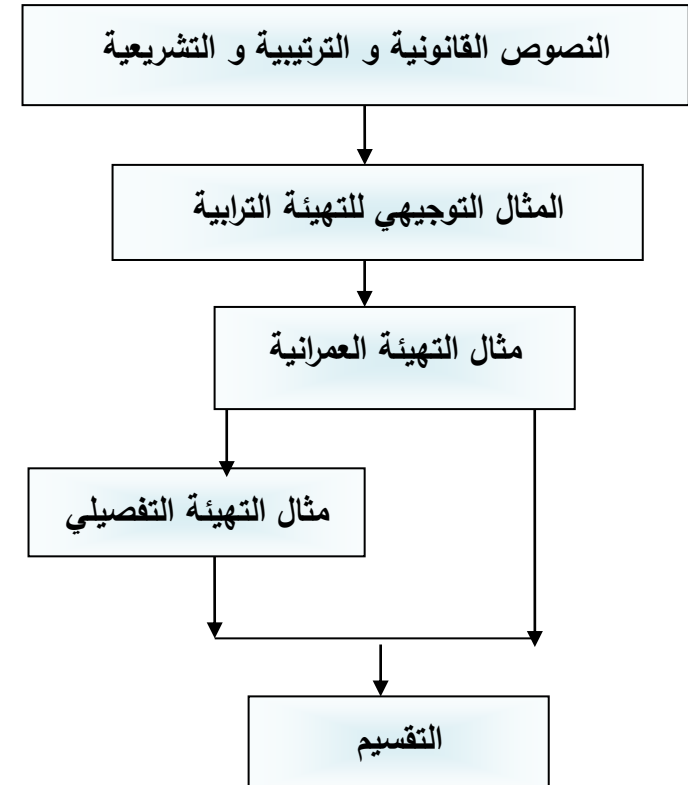 النصوص القانونية و الترتيبية و التشريعية
المثال التوجيهي للتهيئة الترابية
مثال التهيئة العمرانية
مثال التهيئة التفصيلي
التقسيم